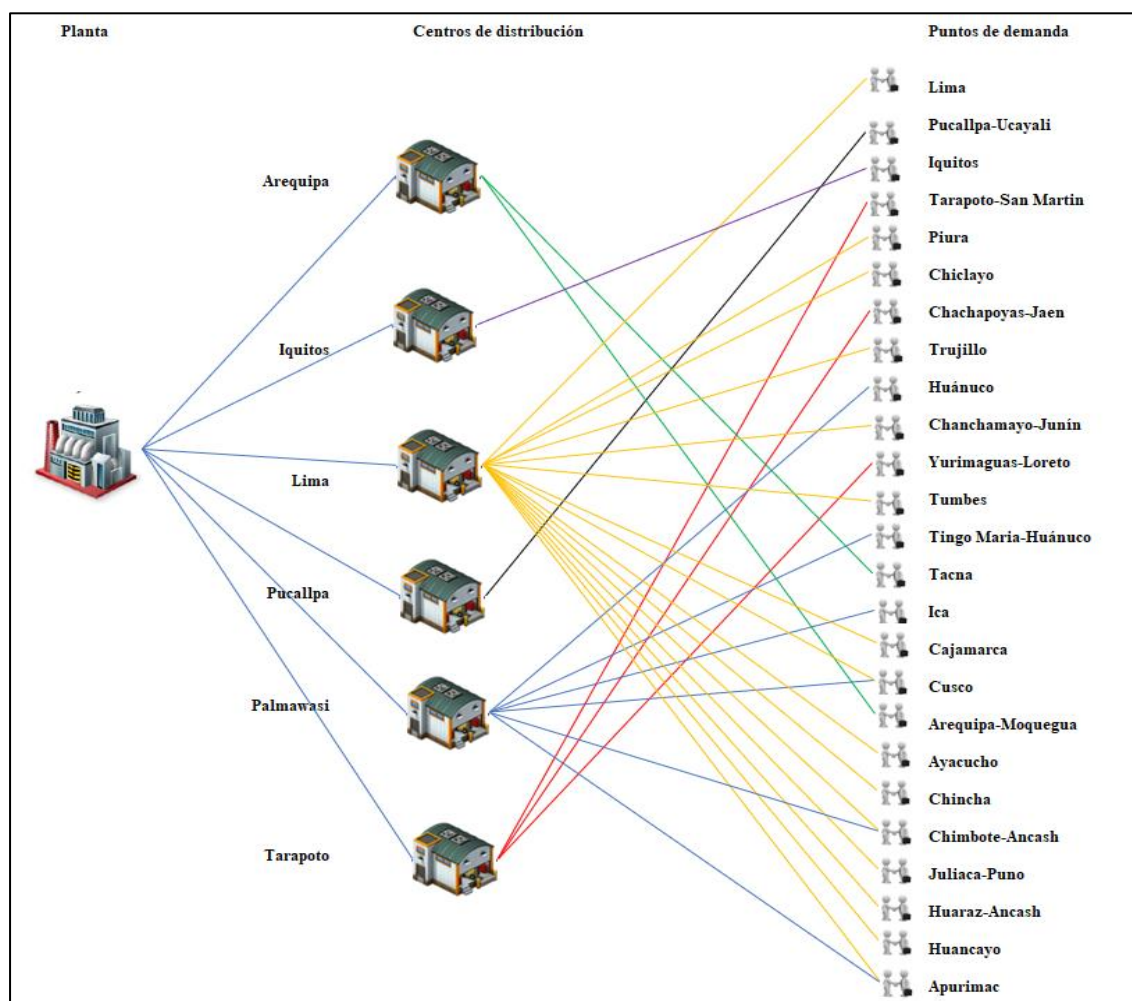 Planta
Centros de distribución
Puntos de demanda
Arequipa
Iquitos
Lima
Pucallpa
Palmawasi
Tarapoto
Lima
Pucallpa-Ucayali
Iquitos
Tarapoto-San Martin
Piura
Chiclayo
Chachapoyas-Jaen
Trujillo
Huánuco
Chanchamayo-Junín
Yurimaguas-Loreto
Tumbes
Tingo Maria-Huánuco
Tacna
Ica
Cajamarca
Cusco
Arequipa-Moquegua
Ayacucho
Chincha
Chimbote-Ancash
Juliaca-Puno
Huaraz-Ancash
Huancayo
Apurimac